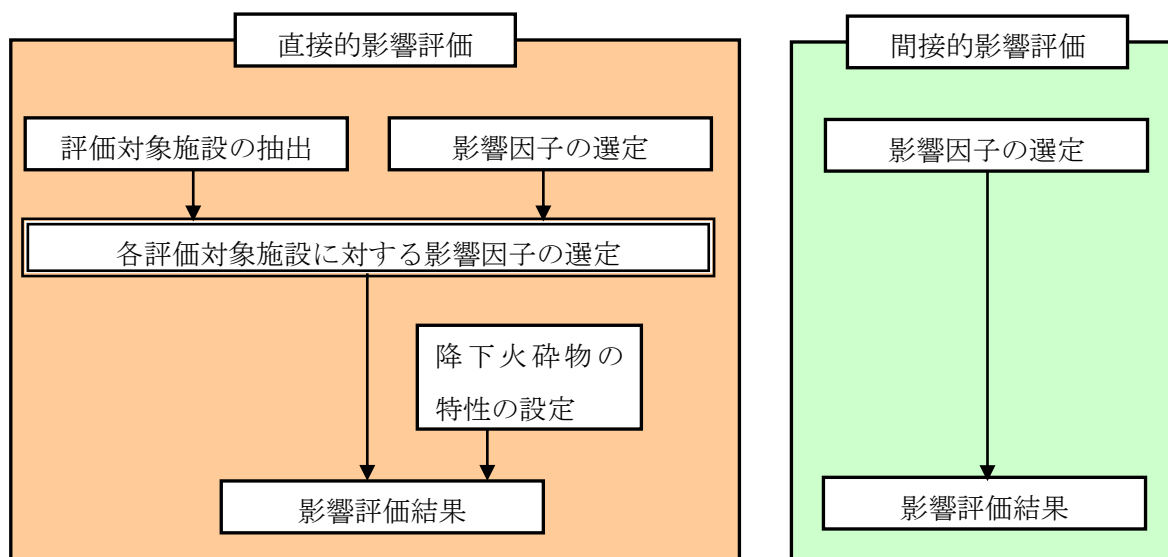 直接的影響評価
評価対象施設の抽出
影響因子の選定
各評価対象施設に対する影響因子の選定
降下火砕物の
特性の設定
影響評価結果
間接的影響評価
影響因子の選定
影響評価結果